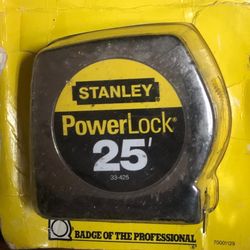 STANLEY
PowerLock®
25'
33-425
BADGE OF THE PROFESSIONAL